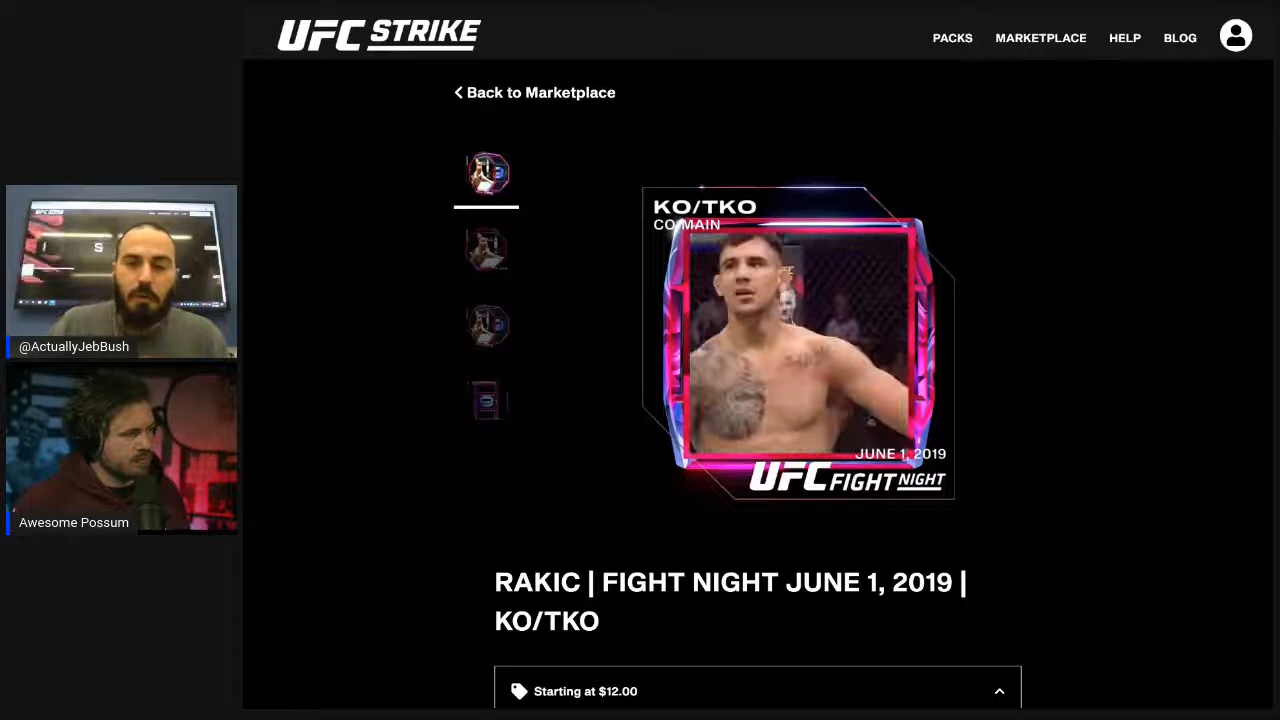 UFC STRIKE
PACKS
MARKETPLACE
HELP
BLOG
Back to Marketplace
KO/TKO
CO MAIN
JUNE 1, 2019
UFC FIGHT NIGHT
@ActuallyJebBush
Awesome Possum
RAKIC | FIGHT NIGHT JUNE 1, 2019 |
KO/TKO
Starting at $12.00